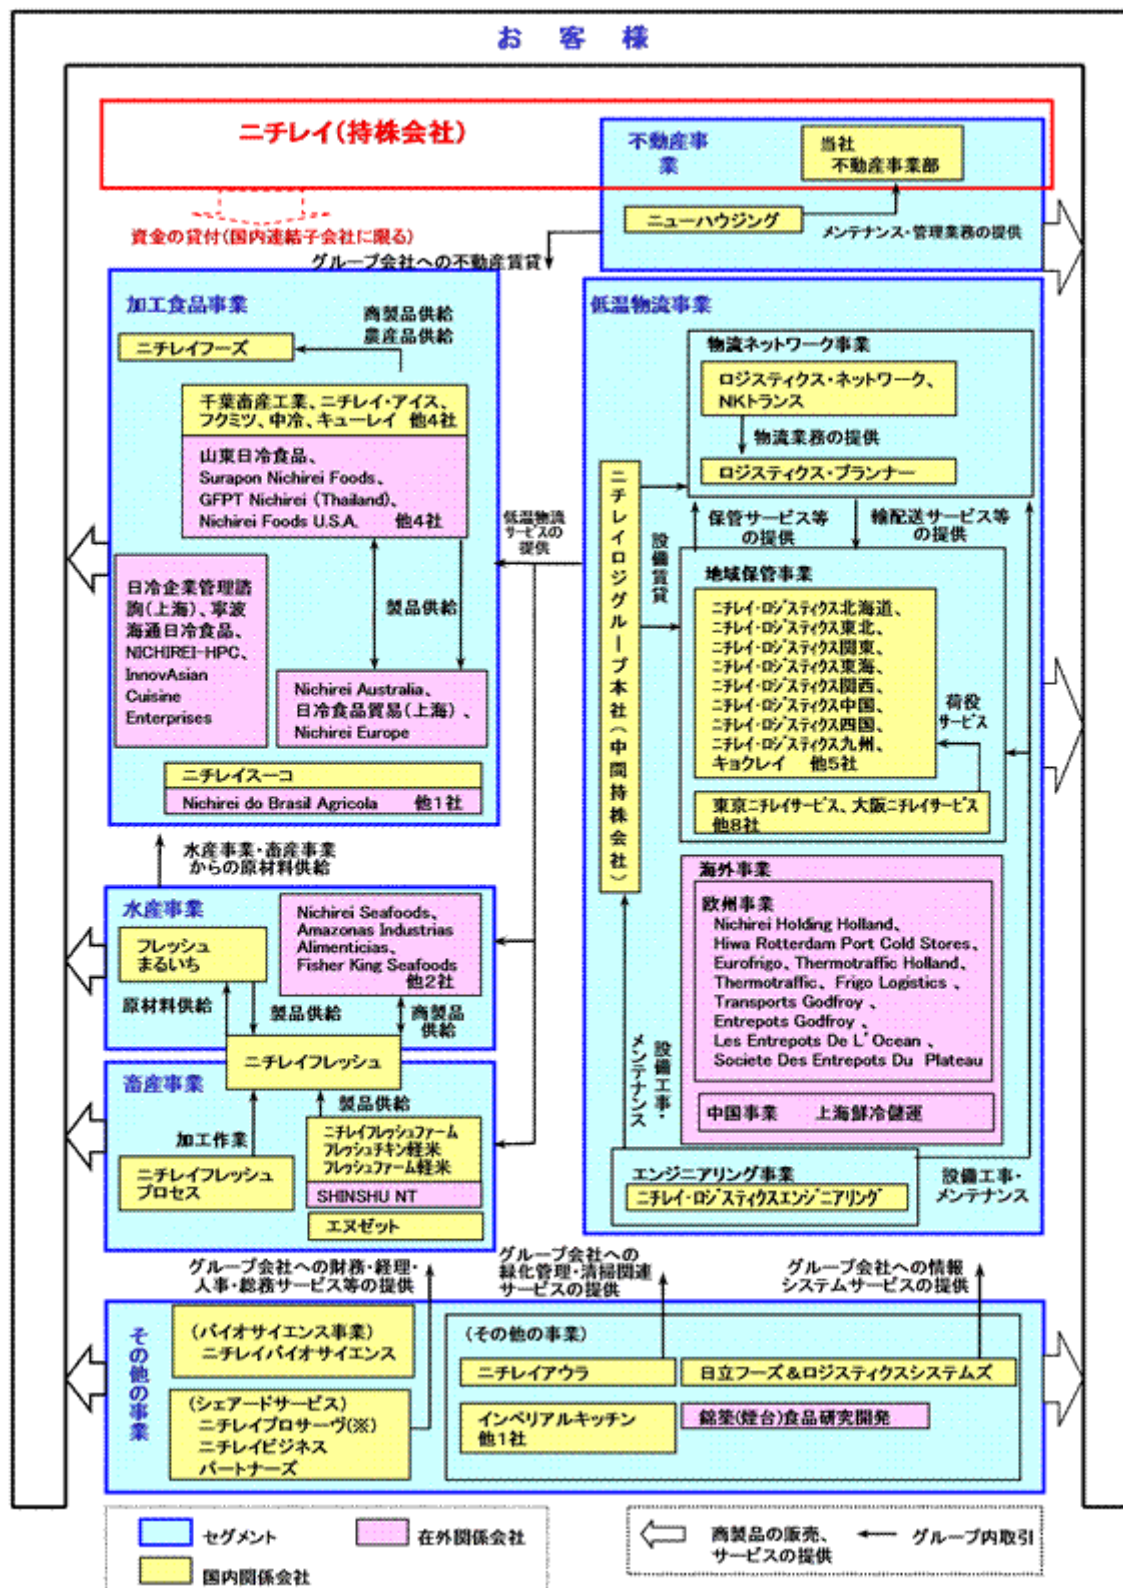 お 客 様
ニチレイ(持株会社)
不動産事
業
当社
不動産事業部
ニューハウジング
メンテナンス・管理業務の提供
資金の貸付(国内連結子会社に限る)
グループ会社への不動産賃貸
加工食品事業
商製品供給
農産品供給
ニチレイフーズ
千葉畜産工業、ニチレイ・アイス、
フクミツ、中冷、キューレイ 他4社
山東日冷食品、
Surapon Nichirei Foods、
GFPT Nichirei (Thailand)、
Nichirei Foods U.S.A. 他4社
製品供給
日冷企業管理諮
詢(上海)、寧波
海通日冷食品、
NICHIREI-HPC、
InnovAsian
Cuisine
Enterprises
Nichirei Australia、
日冷食品貿易(上海)、
Nichirei Europe
ニチレイスーコ
Nichirei do Brasil Agricola 他1社
低温物流
サービスの
提供
低温物流事業
物流ネットワーク事業
ロジスティクス・ネットワーク、
NKトランス
物流業務の提供
ロジスティクス・プランナー
ニチレイロジグループ本社(中間持株会社)
設備賃貸
保管サービス等
の提供
輸配送サービス等
の提供
地域保管事業
ニチレイ・ロジスティクス北海道、
ニチレイ・ロジスティクス東北、
ニチレイ・ロジスティクス関東、
ニチレイ・ロジスティクス東海、
ニチレイ・ロジスティクス関西、
ニチレイ・ロジスティクス中国、
ニチレイ・ロジスティクス四国、
ニチレイ・ロジスティクス九州、
キョクレイ 他5社
荷役
サービス
東京ニチレイサービス、大阪ニチレイサービス
他8社
海外事業
欧州事業
Nichirei Holding Holland、
Hiwa Rotterdam Port Cold Stores、
Eurofrigo、Thermotraffic Holland、
Thermotraffic、Frigo Logistics 、
Transports Godfroy 、
Entrepots Godfroy 、
Les Entrepots De L'Ocean 、
Societe Des Entrepots Du Plateau
中国事業 上海鮮冷儲運
設備工事・
メンテナンス
エンジニアリング事業
ニチレイ・ロジスティクスエンジニアリング
設備工事・
メンテナンス
水産事業・畜産事業
からの原材料供給
水産事業
フレッシュ
まるいち
Nichirei Seafoods、
Amazonas Industrias
Alimenticias、
Fisher King Seafoods
他2社
原材料供給
製品供給
商製品
供給
ニチレイフレッシュ
畜産事業
製品供給
加工作業
ニチレイフレッシュ
プロセス
ニチレイフレッシュファーム
フレッシュチキン軽米
フレッシュファーム軽米
SHINSHU NT
エヌゼット
グループ会社への財務・経理・
人事・総務サービス等の提供
グループ会社への
緑化管理・清掃関連
サービスの提供
グループ会社への情報
システムサービスの提供
その他の事業
(バイオサイエンス事業)
ニチレイバイオサイエンス
(シェアードサービス)
ニチレイプロサーヴ(※)
ニチレイビジネス
パートナーズ
(その他の事業)
ニチレイアウラ
日立フーズ&ロジスティクスシステムズ
インペリアルキッチン
他1社
錦築(煙台)食品研究開発
セグメント
在外関係会社
国内関係会社
商製品の販売、
サービスの提供
グループ内取引